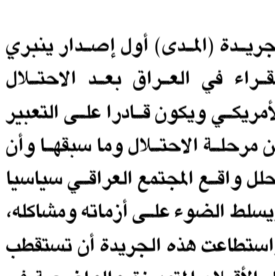 جريدة (المدى) أول إصدار ينبري
قراء في العراق بعد الاحتلال
لأمريكي ويكون قادرا على التعبير
ن مرحلة الاحتلال وما سبقها وأن
حلل واقع المجتمع العراقي سياسيا
يسلط الضوء على أزماته ومشاكله،
استطاعت هذه الجريدة أن تستقطب